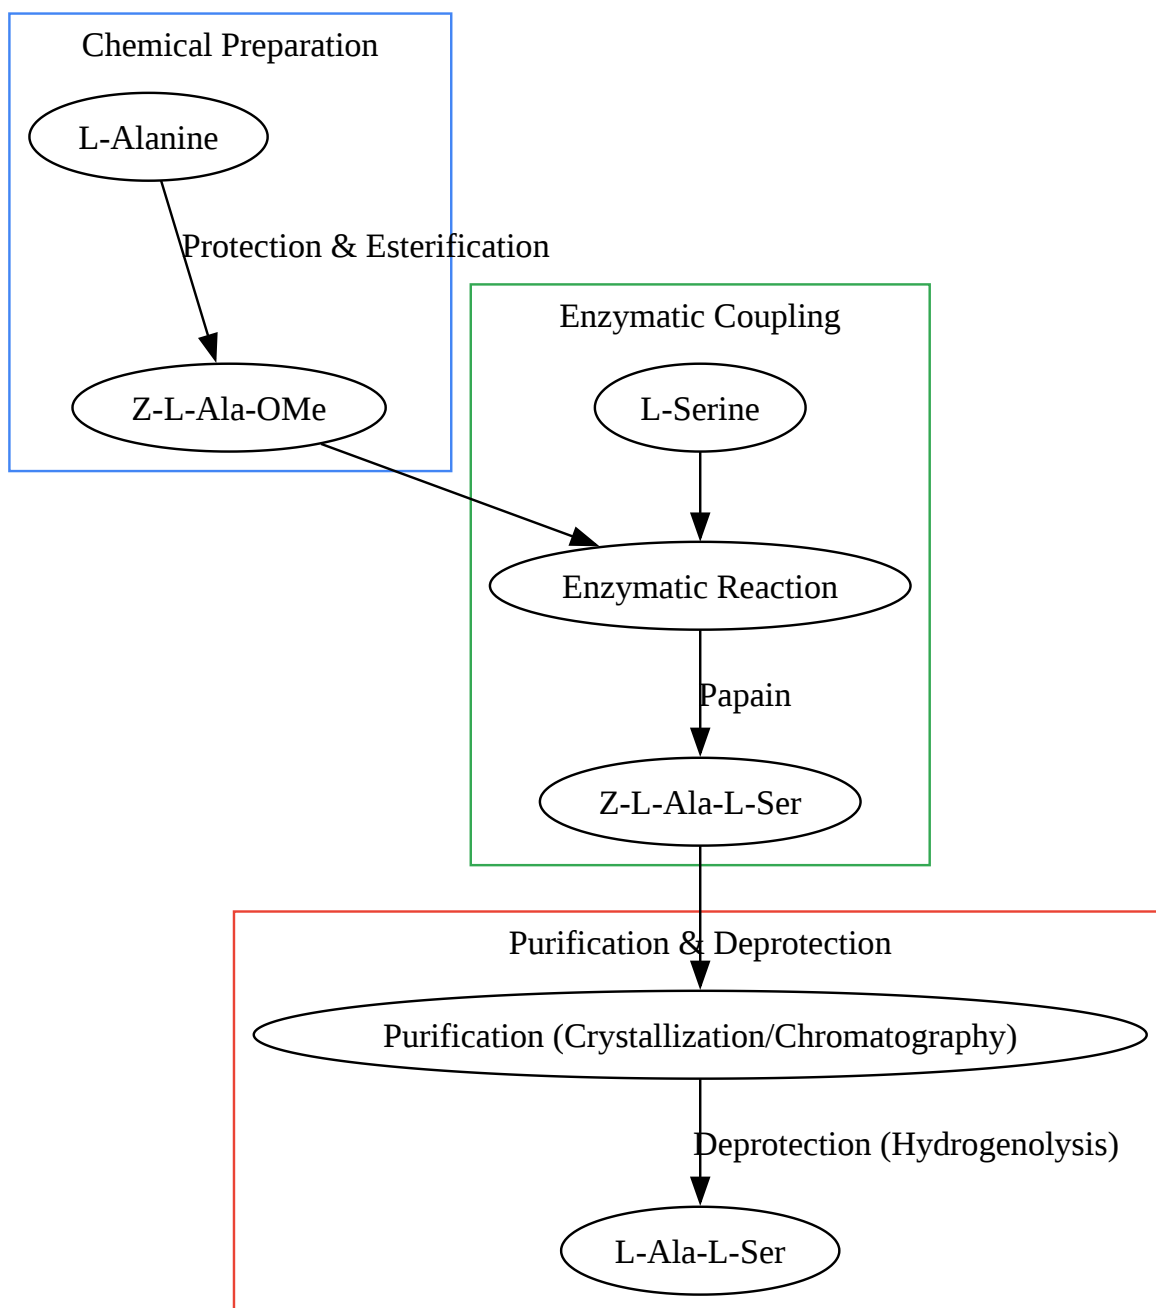 Chemical Preparation
L-Alanine
Protection & Esterification
Z-L-Ala-OMe
Enzymatic Coupling
L-Serine
Enzymatic Reaction
Papain
Z-L-Ala-L-Ser
Purification & Deprotection
Purification (Crystallization/Chromatography)
Deprotection (Hydrogenolysis)
L-Ala-L-Ser